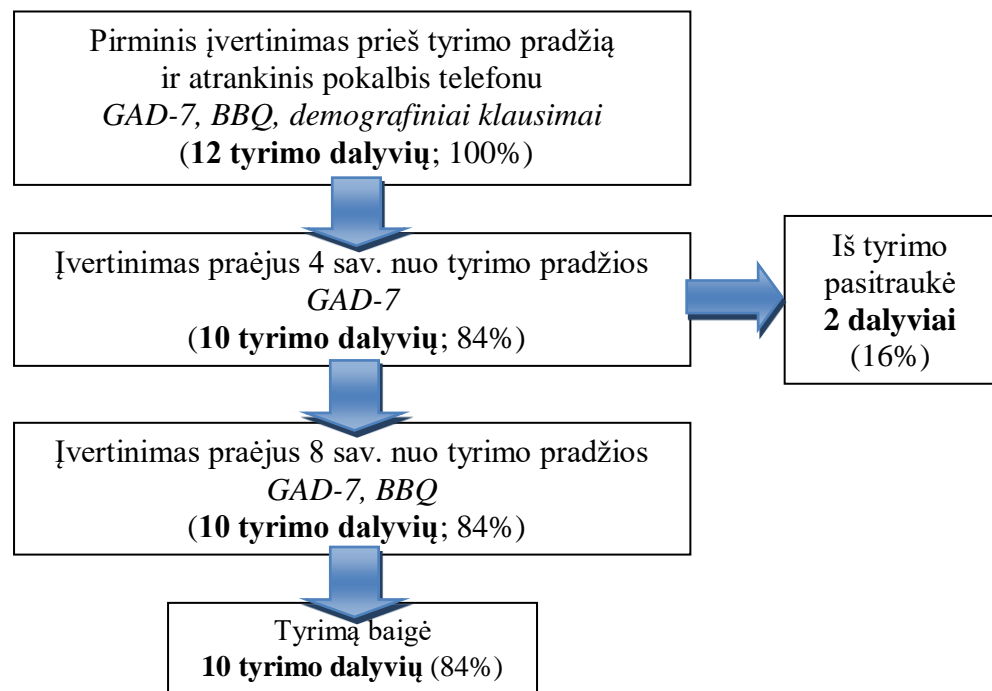 Pirminis įvertinimas prieš tyrimo pradžią
ir atrankinis pokalbis telefonu
GAD-7, BBQ, demografiniai klausimai
(12 tyrimo dalyvių; 100%)
Įvertinimas praėjus 4 sav. nuo tyrimo pradžios
GAD-7
(10 tyrimo dalyvių; 84%)
Iš tyrimo
pasitraukė
2 dalyviai
(16%)
Įvertinimas praėjus 8 sav. nuo tyrimo pradžios
GAD-7, BBQ
(10 tyrimo dalyvių; 84%)
Tyrimą baigė
10 tyrimo dalyvių (84%)